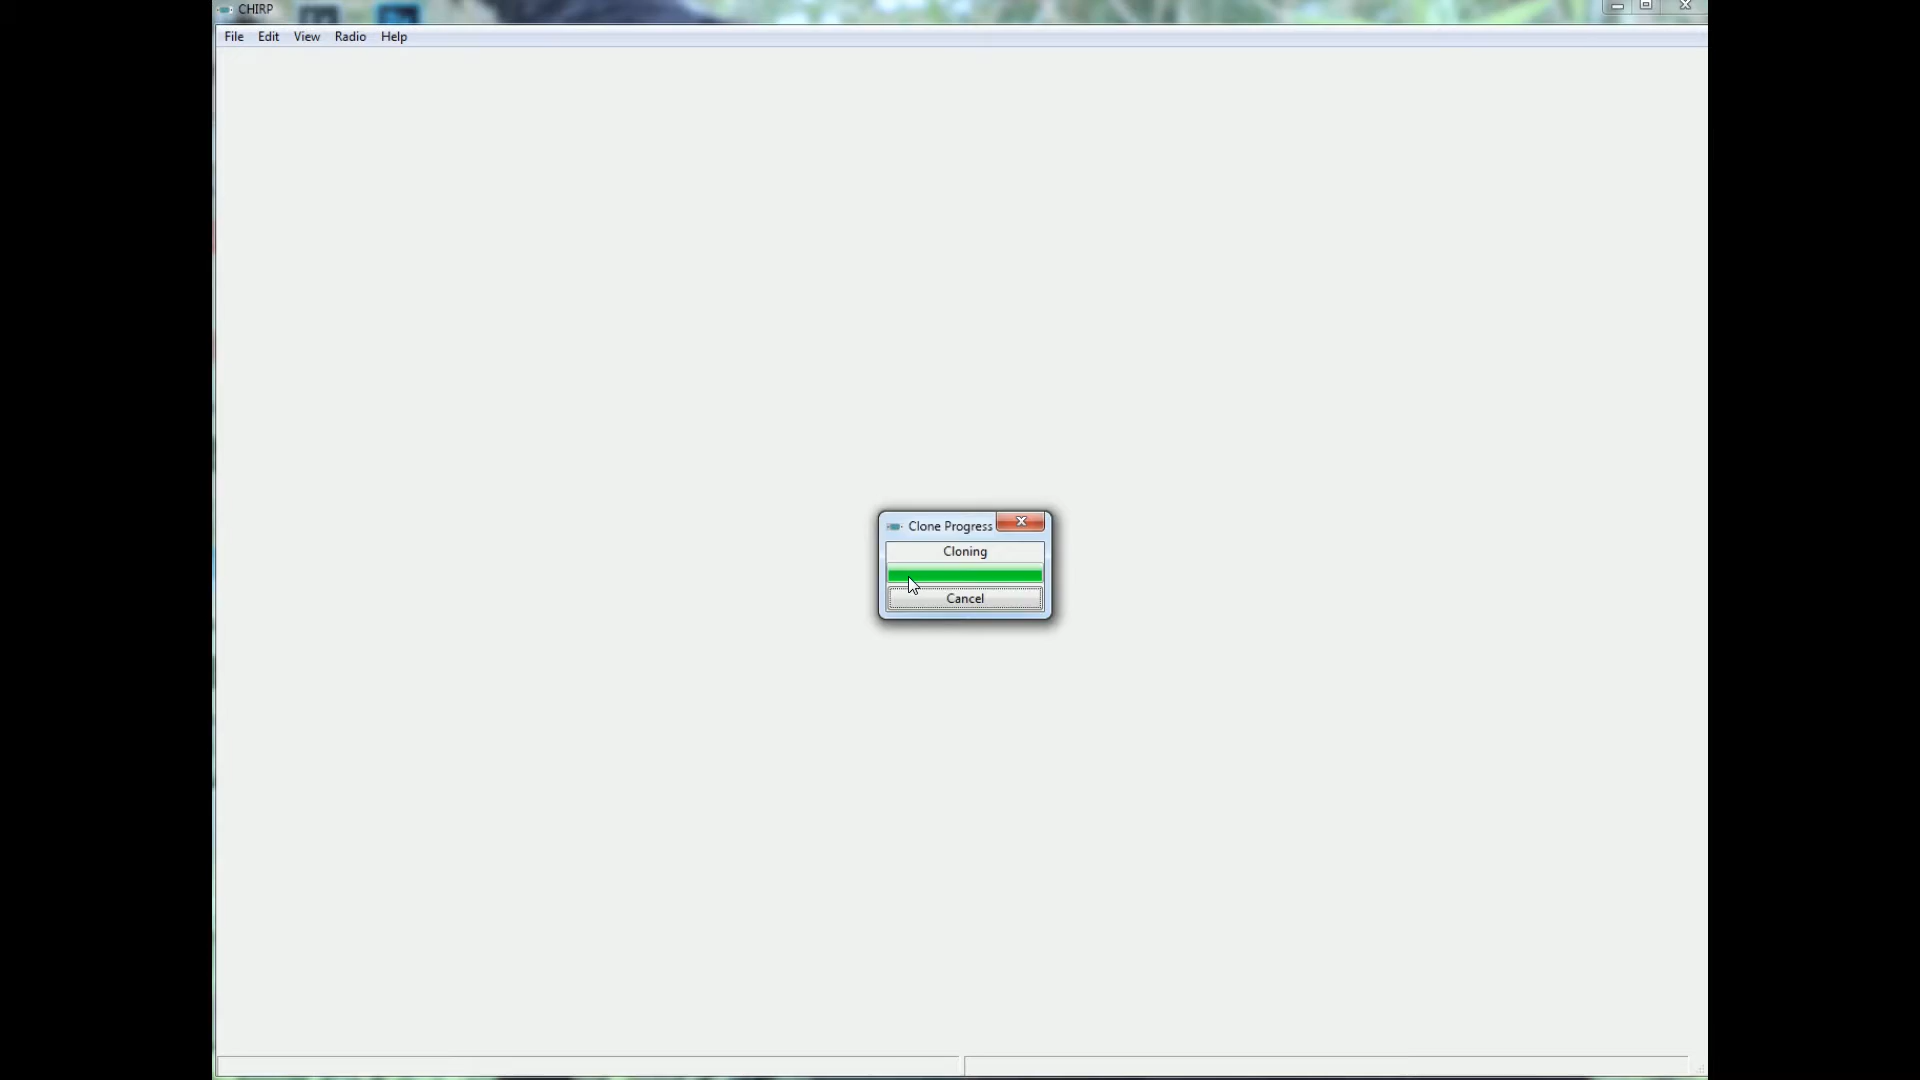 CHIRP
File Edit View Radio Help
Clone Progress
Cloning
Cancel